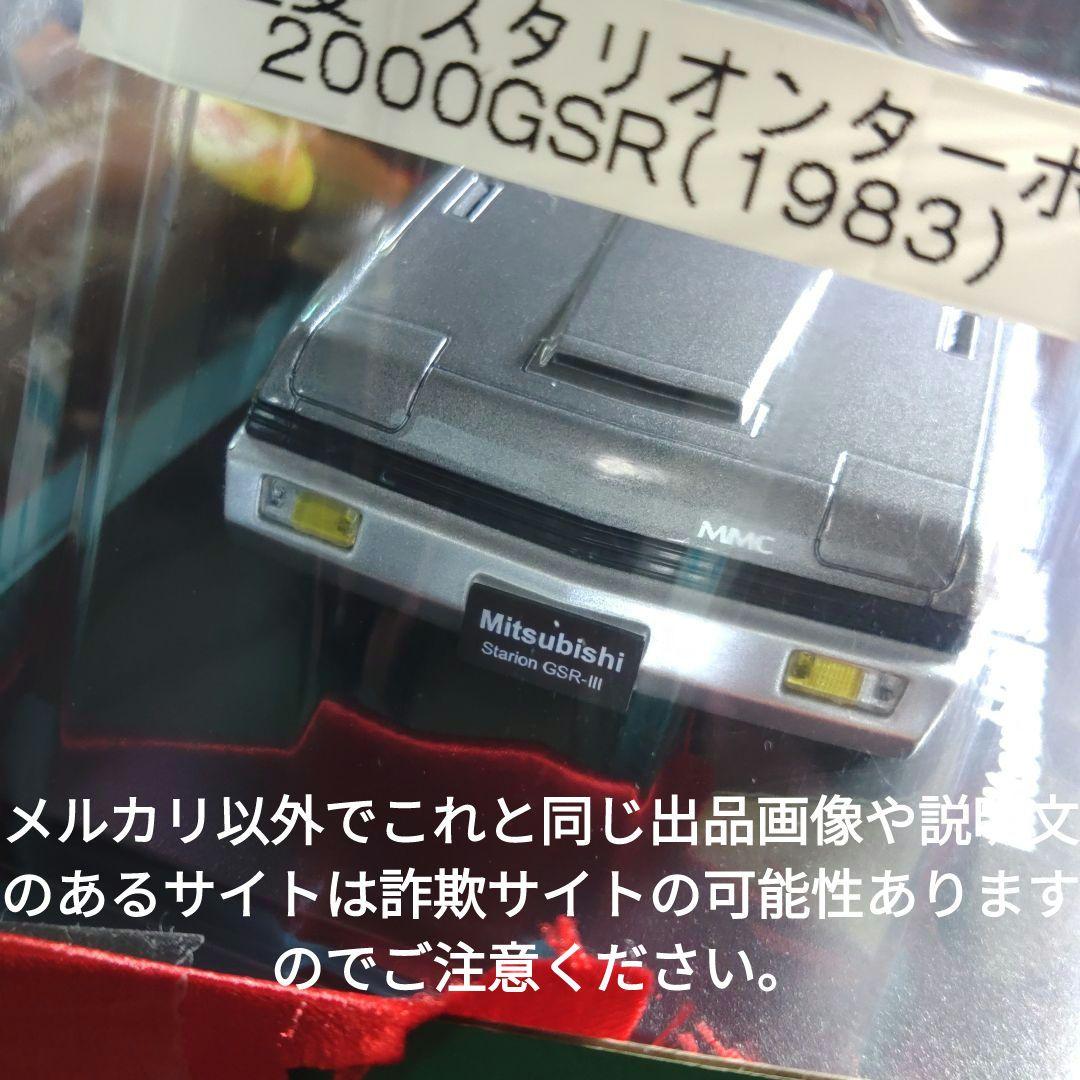 スタリオンターボ
2000GSR(1983)
MMC
Mitsubishi
Starion GSR-III
メルカリ以外でこれと同じ出品画像や説明文
のあるサイトは詐欺サイトの可能性あります
のでご注意ください。